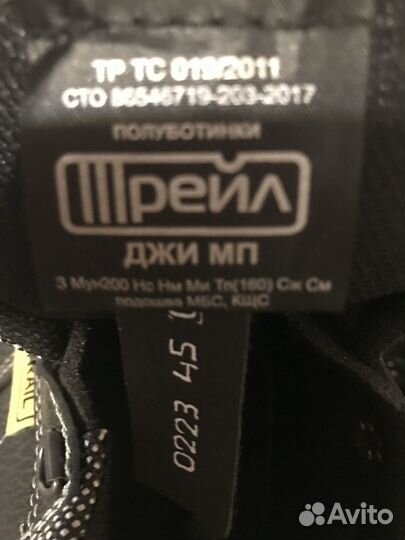 ТР ТС 019/2011
СТО 86546719-203-2017
ПОЛУБОТИНКИ
Трейл
ДЖИ МП
З Мун200 Нс Нм Ми Тп(160) Сж См
подошва МБС, КЩС
0223 45
Avito